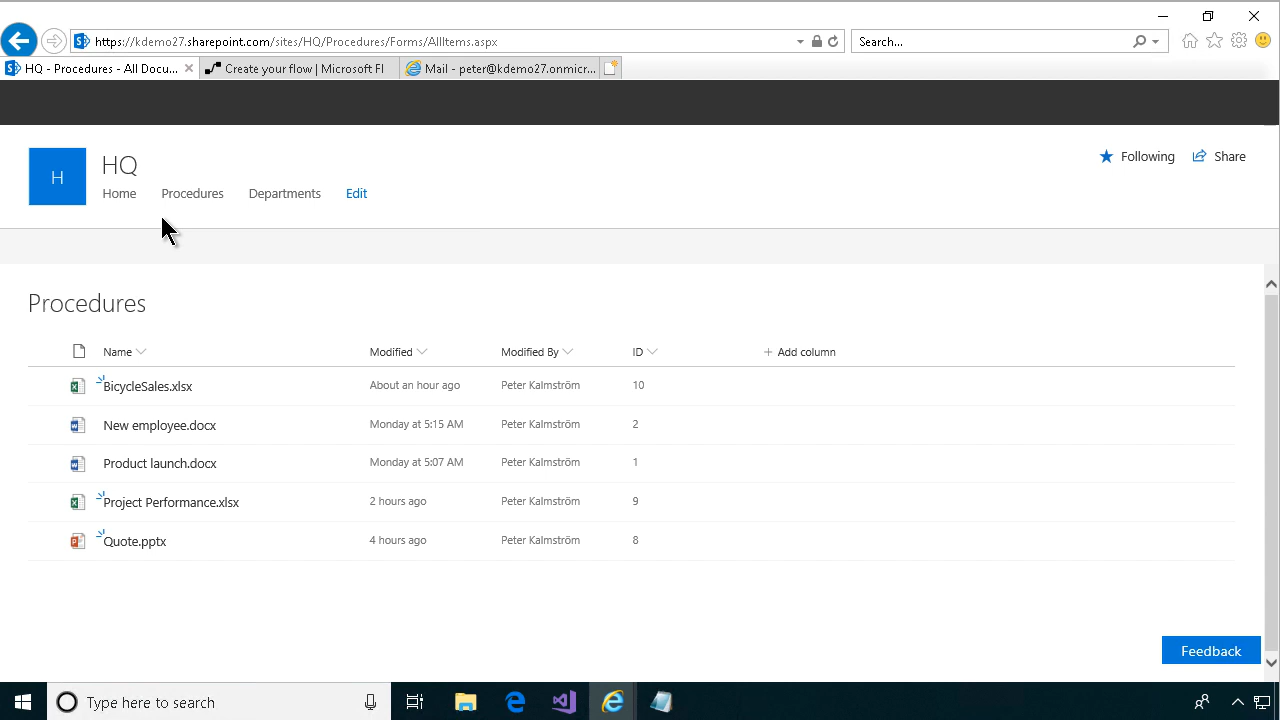 https://kdemo27.sharepoint.com/sites/HQ/Procedures/Forms/AllItems.aspx
Search...
HQ - Procedures - All Docu...
Create your flow | Microsoft Fl
Mail - peter@kdemo27.onmicr...
H
HQ
Following
Share
Home
Procedures
Departments
Edit
Procedures
Name
Modified
Modified By
ID
Add column
BicycleSales.xlsx
About an hour ago
Peter Kalmström
10
New employee.docx
Monday at 5:15 AM
Peter Kalmström
2
Product launch.docx
Monday at 5:07 AM
Peter Kalmström
1
Project Performance.xlsx
2 hours ago
Peter Kalmström
9
Quote.pptx
4 hours ago
Peter Kalmström
8
Feedback
Type here to search